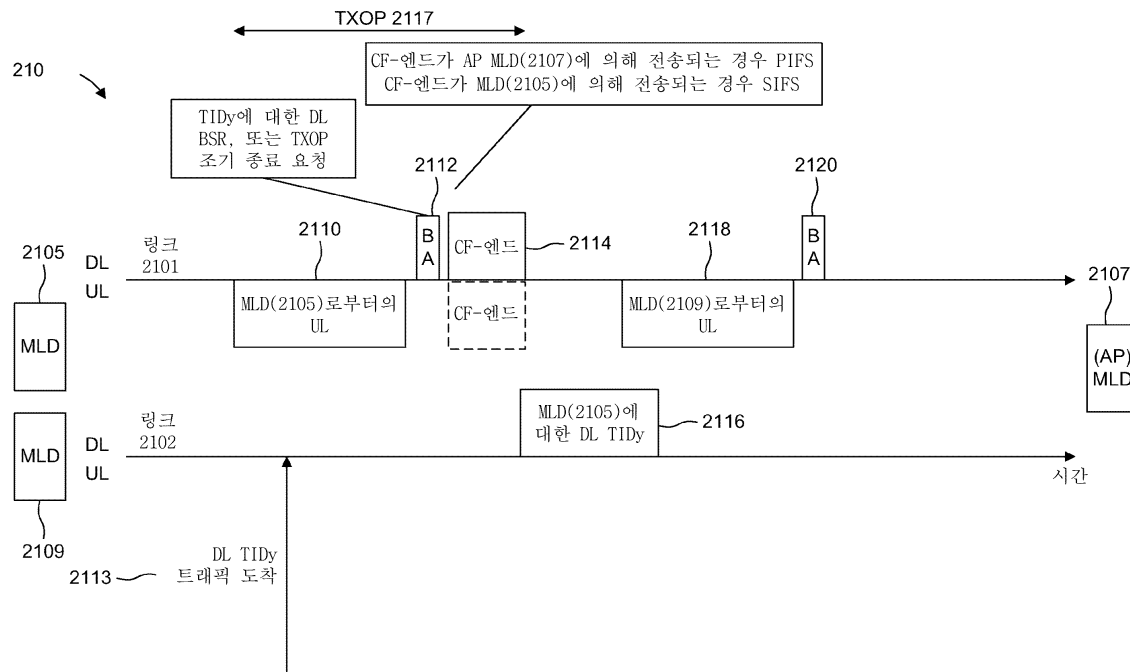 TXOP 2117
210
CF-엔드가 AP MLD(2107)에 의해 전송되는 경우 PIFS
CF-엔드가 MLD(2105)에 의해 전송되는 경우 SIFS
TIDy에 대한 DL
BSR, 또는 TXOP
조기 종료 요청
2112
2120
2105
DL
UL
링크
2101
2110
B
A
CF-엔드
2114
2118
B
A
2107
MLD
MLD(2105)로부터의
UL
CF-엔드
MLD(2109)로부터의
UL
(AP)
MLD
MLD
DL
UL
링크
2102
MLD(2105)에
대한 DL TIDy
2116
시간
2109
2113
DL TIDy
트래픽 도착